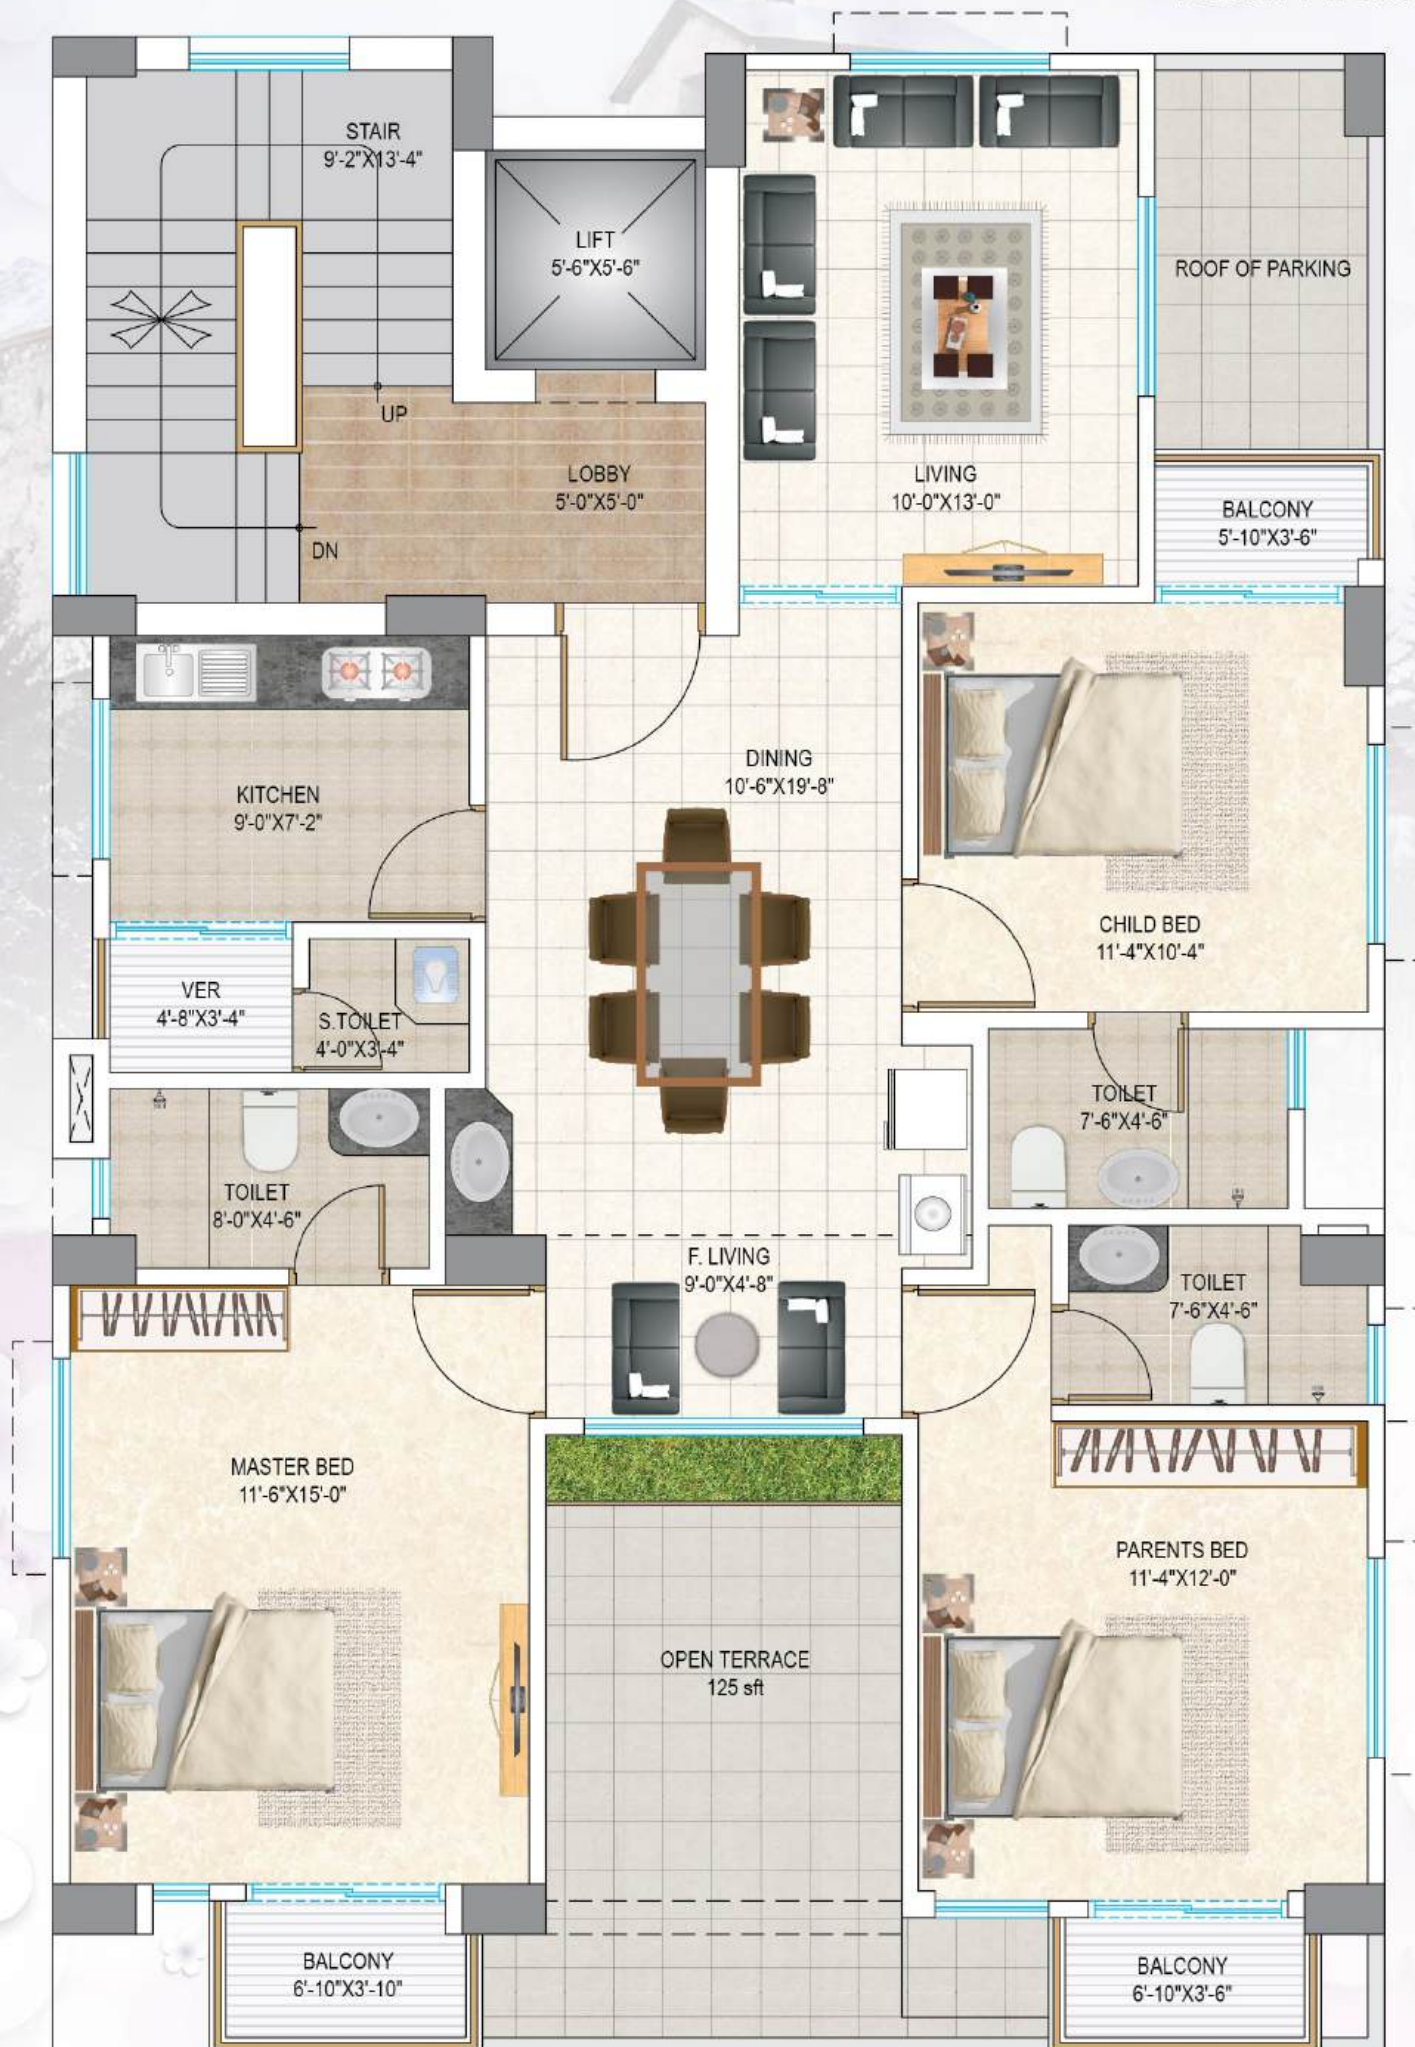 STAIR
9'-2"X13'-4"
LIFT
5'-6"X5'-6"
ROOF OF PARKING
UP
LOBBY
5'-0"X5'-0"
LIVING
10'-0"X13'-0"
BALCONY
5'-10"X3'-6"
DN
DINING
10'-6"X19'-8"
KITCHEN
9'-0"X7'-2"
CHILD BED
11'-4"X10'-4"
VER
4'-8"X3'-4"
S.TOILET
4'-0"X3'-4"
TOILET
7'-6"X4'-6"
TOILET
8'-0"X4'-6"
F. LIVING
9'-0"X4'-8"
TOILET
7'-6"X4'-6"
MASTER BED
11'-6"X15'-0"
PARENTS BED
11'-4"X12'-0"
OPEN TERRACE
125 sft
BALCONY
6'-10"X3'-10"
BALCONY
6'-10"X3'-6"